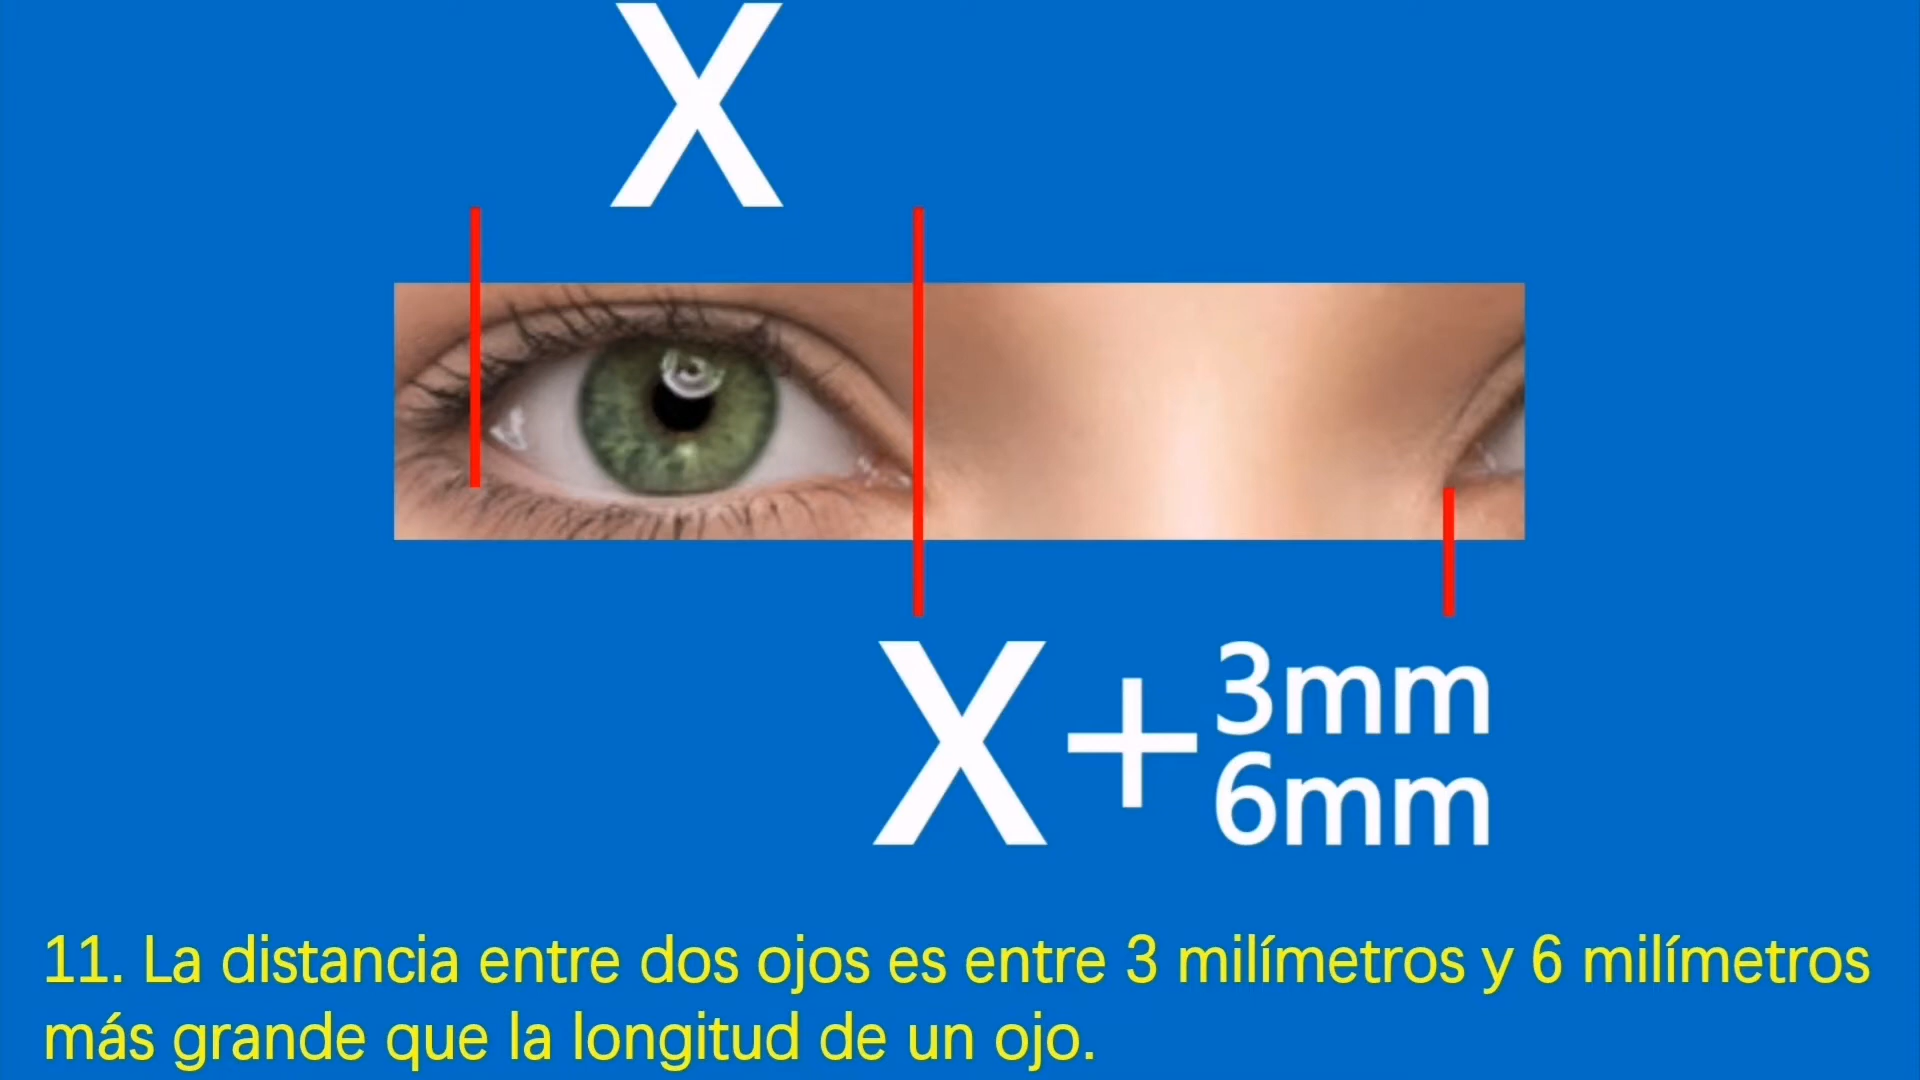 X
X+3mm
6mm
11. La distancia entre dos ojos es entre 3 milímetros y 6 milímetros
más grande que la longitud de un ojo.